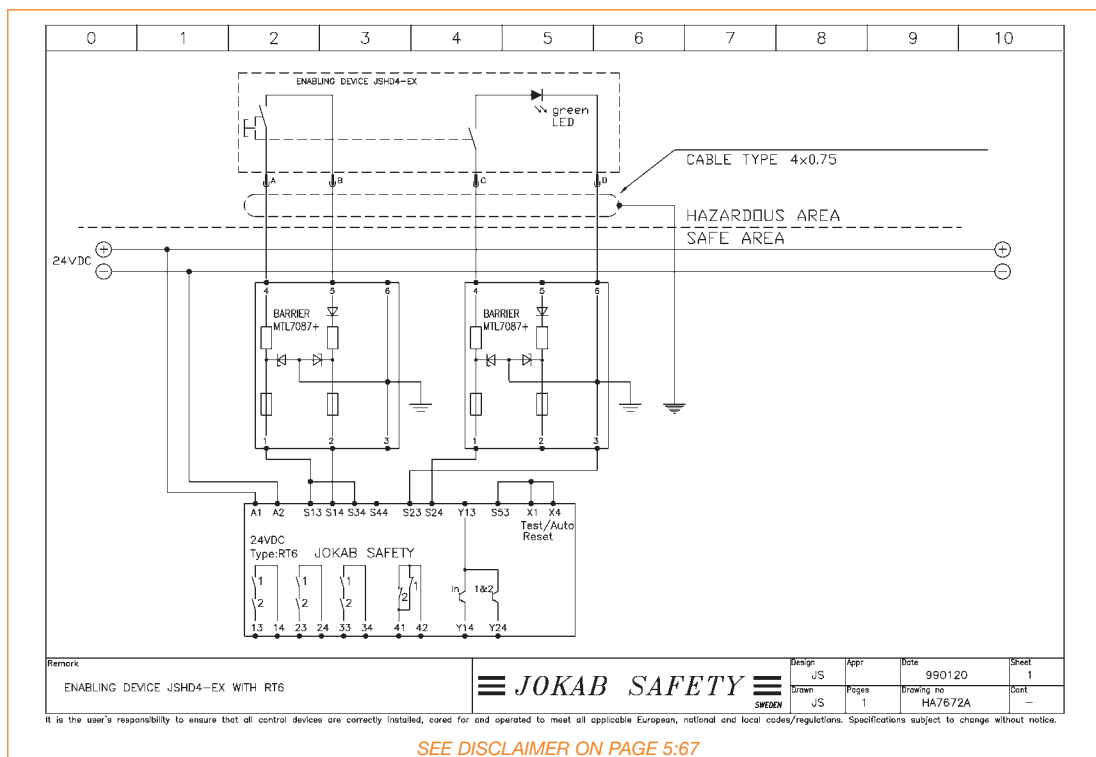 0 1 2 3 4 5 6 7 8 9 10
ENABLING DEVICE JSHD4-EX
green
LED
A B C D
CABLE TYPE 4x0.75
HAZARDOUS AREA
SAFE AREA
24VDC
+ +
- -
4 5 6 4 5 6
BARRIER
MTL7087+
BARRIER
MTL7087+
1 2 3 1 2 3
A1 A2 S13 S14 S34 S44 S23 S24 Y13 S53 X1 X4
Test/Auto
Reset
24VDC
Type:RT6 JOKAB SAFETY
1 1 1 1 In 1&2
2 2 2 2
13 14 23 24 33 34 41 42 Y14 Y24
Remark
ENABLING DEVICE JSHD4-EX WITH RT6
JOKAB SAFETY
SWEDEN
Design Appr Date Sheet
JS 990120 1
Drawn Pages Drawing no Cont
JS 1 HA7672A -
It is the user's responsibility to ensure that all control devices are correctly installed, cared for and operated to meet all applicable European, national and local codes/regulations. Specifications subject to change without notice.
SEE DISCLAIMER ON PAGE 5:67